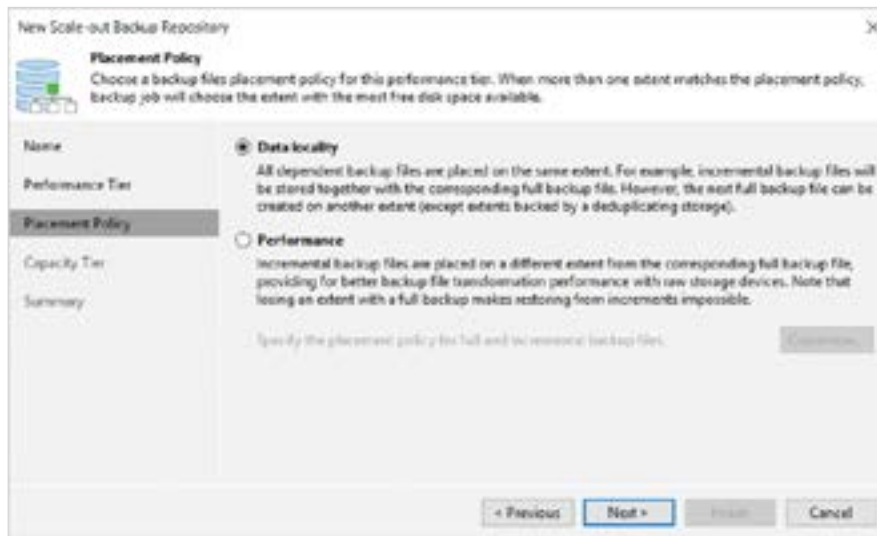 New Scale-out Backup Repository
Placement Policy
Choose a backup files placement policy for this performance tier. When more than one extent matches the placement policy,
backup job will choose the extent with the most free disk space available.
Name
Performance Tier
Placement Policy
Capacity Tier
Summary
Data locality
All dependent backup files are placed on the same extent. For example, incremental backup files will
be stored together with the corresponding full backup file. However, the next full backup file can be
created on another extent (except extents backed by a deduplicating storage).
Performance
Incremental backup files are placed on a different extent from the corresponding full backup file,
providing for better backup file transformation performance with raw storage devices. Note that
losing an extent with a full backup makes restoring from increments impossible.
Specify the placement policy for full and incremental backup files.
< Previous
Next >
Cancel